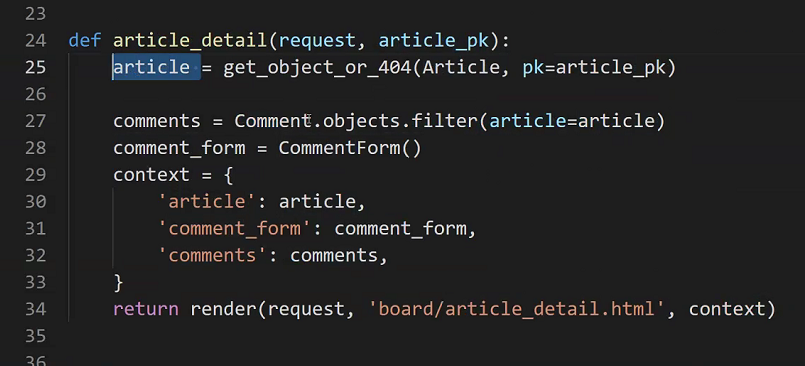 23
24 def article_detail(request, article_pk):
25     article = get_object_or_404(Article, pk=article_pk)
26
27     comments = Comment.objects.filter(article=article)
28     comment_form = CommentForm()
29     context = {
30         'article': article,
31         'comment_form': comment_form,
32         'comments': comments,
33     }
34     return render(request, 'board/article_detail.html', context)
35
36